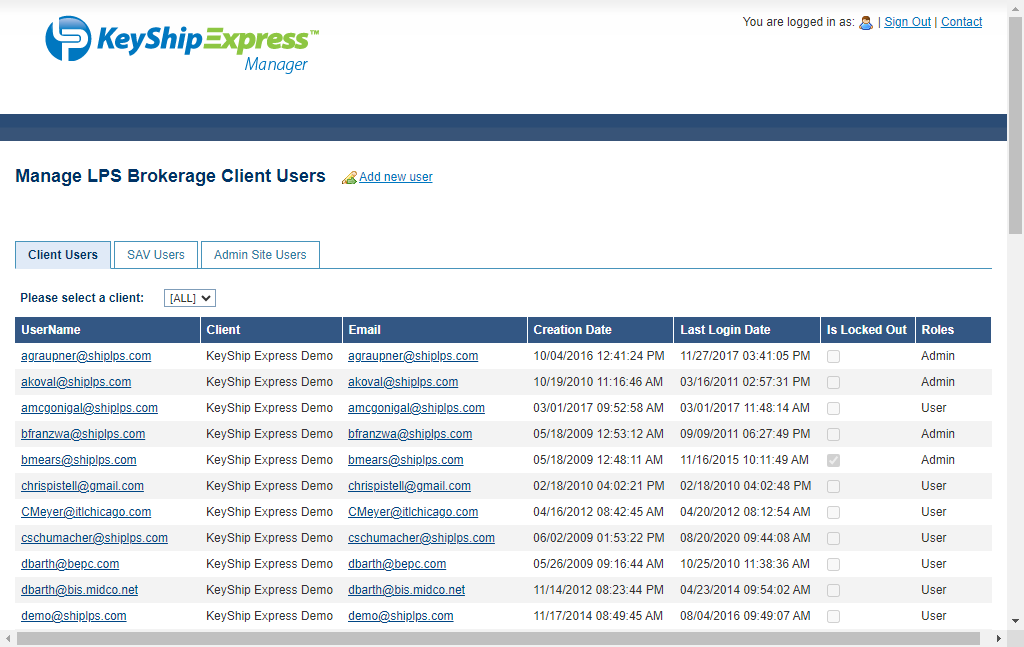 You are logged in as: | Sign Out | Contact
KeyShipExpress™
Manager
Manage LPS Brokerage Client Users Add new user
Client Users SAV Users Admin Site Users
Please select a client: [ALL]
UserName Client Email Creation Date Last Login Date Is Locked Out Roles
agraupner@shiplps.com KeyShip Express Demo agraupner@shiplps.com 10/04/2016 12:41:24 PM 11/27/2017 03:41:05 PM Admin
akoval@shiplps.com KeyShip Express Demo akoval@shiplps.com 10/19/2010 11:16:46 AM 03/16/2011 02:57:31 PM Admin
amcgonigal@shiplps.com KeyShip Express Demo amcgonigal@shiplps.com 03/01/2017 09:52:58 AM 03/01/2017 11:48:14 AM User
bfranzwa@shiplps.com KeyShip Express Demo bfranzwa@shiplps.com 05/18/2009 12:53:12 AM 09/09/2011 06:27:49 PM Admin
bmears@shiplps.com KeyShip Express Demo bmears@shiplps.com 05/18/2009 12:48:11 AM 11/16/2015 10:11:49 AM Admin
chrispistell@gmail.com KeyShip Express Demo chrispistell@gmail.com 02/18/2010 04:02:21 PM 02/18/2010 04:02:48 PM User
CMeyer@itlchicago.com KeyShip Express Demo CMeyer@itlchicago.com 04/16/2012 08:42:45 AM 04/20/2012 08:12:54 AM User
cschumacher@shiplps.com KeyShip Express Demo cschumacher@shiplps.com 06/02/2009 01:53:22 PM 08/20/2020 09:44:08 AM User
dbarth@bepc.com KeyShip Express Demo dbarth@bepc.com 05/26/2009 09:16:44 AM 10/25/2010 11:38:36 AM User
dbarth@bis.midco.net KeyShip Express Demo dbarth@bis.midco.net 11/14/2012 08:23:44 PM 04/23/2014 09:54:02 AM User
demo@shiplps.com KeyShip Express Demo demo@shiplps.com 11/17/2014 08:49:45 AM 08/04/2016 09:49:07 AM User